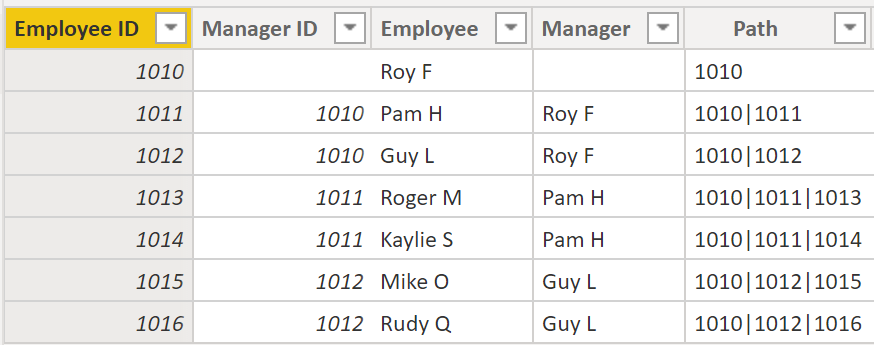 Employee ID Manager ID Employee Manager Path
1010 Roy F 1010
1011 1010 Pam H Roy F 1010|1011
1012 1010 Guy L Roy F 1010|1012
1013 1011 Roger M Pam H 1010|1011|1013
1014 1011 Kaylie S Pam H 1010|1011|1014
1015 1012 Mike O Guy L 1010|1012|1015
1016 1012 Rudy Q Guy L 1010|1012|1016